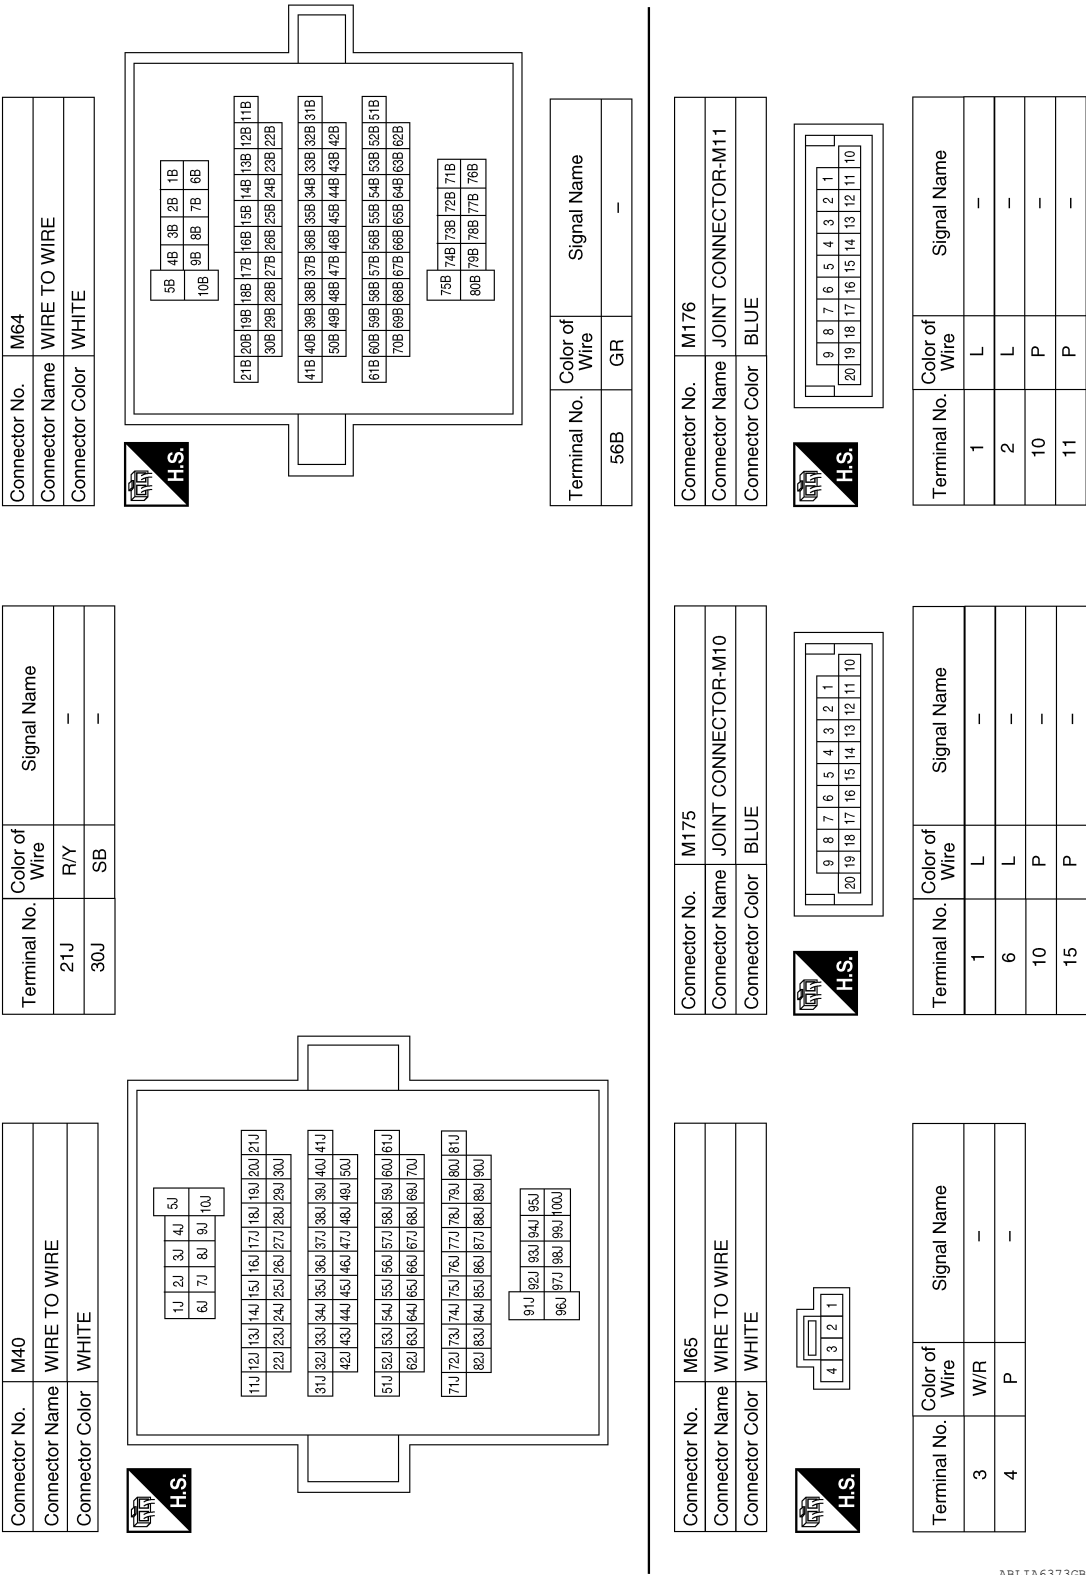 Connector No. M40
Connector Name WIRE TO WIRE
Connector Color WHITE
H.S.
1J 2J 3J 4J 5J
6J 7J 8J 9J 10J
11J 12J 13J 14J 15J 16J 17J 18J 19J 20J 21J
22J 23J 24J 25J 26J 27J 28J 29J 30J
31J 32J 33J 34J 35J 36J 37J 38J 39J 40J 41J
42J 43J 44J 45J 46J 47J 48J 49J 50J
51J 52J 53J 54J 55J 56J 57J 58J 59J 60J 61J
62J 63J 64J 65J 66J 67J 68J 69J 70J
71J 72J 73J 74J 75J 76J 77J 78J 79J 80J 81J
82J 83J 84J 85J 86J 87J 88J 89J 90J
91J 92J 93J 94J 95J
96J 97J 98J 99J 100J
Terminal No. Color of Wire Signal Name
21J R/Y –
30J SB –
Connector No. M64
Connector Name WIRE TO WIRE
Connector Color WHITE
H.S.
5B 4B 3B 2B 1B
10B 9B 8B 7B 6B
21B 20B 19B 18B 17B 16B 15B 14B 13B 12B 11B
30B 29B 28B 27B 26B 25B 24B 23B 22B
41B 40B 39B 38B 37B 36B 35B 34B 33B 32B 31B
50B 49B 48B 47B 46B 45B 44B 43B 42B
61B 60B 59B 58B 57B 56B 55B 54B 53B 52B 51B
70B 69B 68B 67B 66B 65B 64B 63B 62B
75B 74B 73B 72B 71B
80B 79B 78B 77B 76B
Terminal No. Color of Wire Signal Name
56B GR –
Connector No. M65
Connector Name WIRE TO WIRE
Connector Color WHITE
H.S.
4 3 2 1
Terminal No. Color of Wire Signal Name
3 W/R –
4 P –
Connector No. M175
Connector Name JOINT CONNECTOR-M10
Connector Color BLUE
H.S.
9 8 7 6 5 4 3 2 1
20 19 18 17 16 15 14 13 12 11 10
Terminal No. Color of Wire Signal Name
1 L –
6 L –
10 P –
15 P –
Connector No. M176
Connector Name JOINT CONNECTOR-M11
Connector Color BLUE
H.S.
9 8 7 6 5 4 3 2 1
20 19 18 17 16 15 14 13 12 11 10
Terminal No. Color of Wire Signal Name
1 L –
2 L –
10 P –
11 P –
ABLIA6373GB